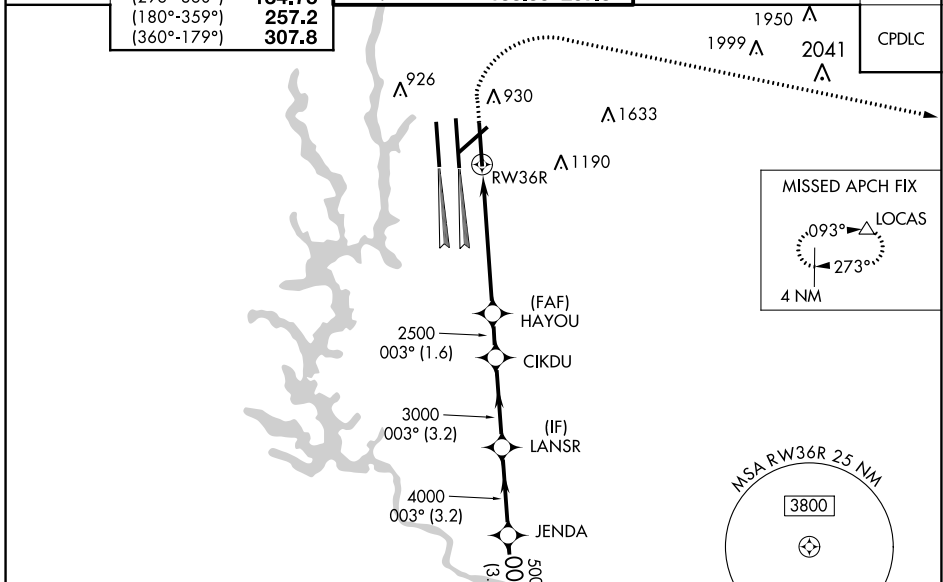 (180°-359°) 257.2
(360°-179°) 307.8
CPDLC
1950
1999
2041
926
930
1633
1190
RW36R
MISSED APCH FIX
LOCAS
093°
273°
4 NM
(FAF)
HAYOU
2500
003° (1.6)
CIKDU
3000
003° (3.2)
(IF)
LANSR
4000
003° (3.2)
JENDA
MSA RW36R 25 NM
3800